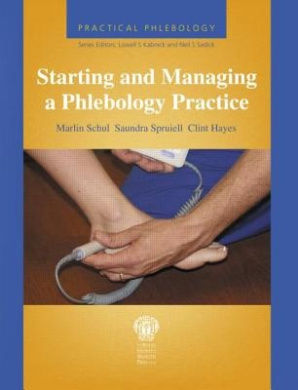 PRACTICAL PHLEBOLOGY
Series Editors: Lowell S Kabnick and Neil S Sadick
Starting and Managing
a Phlebology Practice
Marlin Schul Saundra Spruiell Clint Hayes